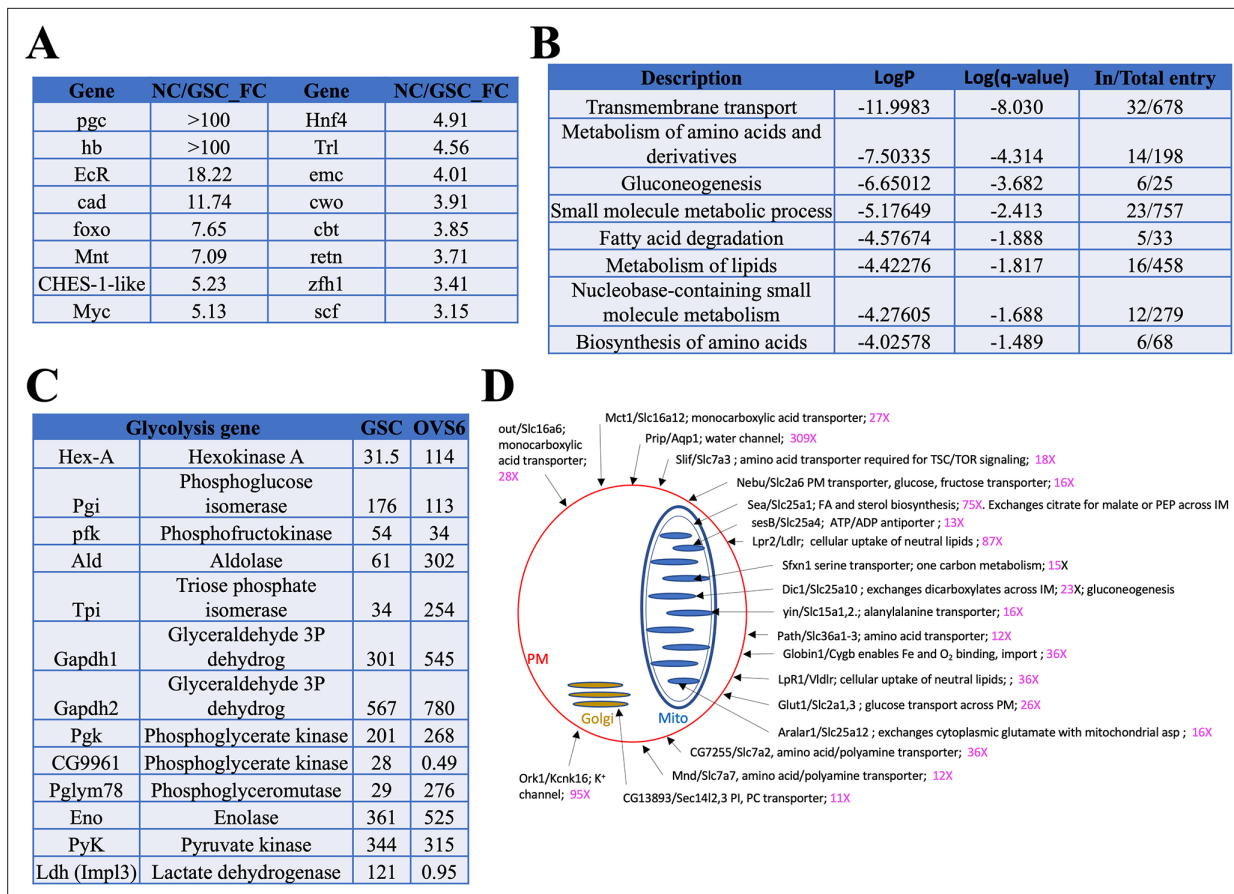 A
Gene NC/GSC_FC Gene NC/GSC_FC
pgc >100 Hnf4 4.91
hb >100 Trl 4.56
EcR 18.22 emc 4.01
cad 11.74 cwo 3.91
foxo 7.65 cbt 3.85
Mnt 7.09 retn 3.71
CHES-1-like 5.23 zfh1 3.41
Myc 5.13 scf 3.15
B
Description LogP Log(q-value) In/Total entry
Transmembrane transport -11.9983 -8.030 32/678
Metabolism of amino acids and
derivatives -7.50335 -4.314 14/198
Gluconeogenesis -6.65012 -3.682 6/25
Small molecule metabolic process -5.17649 -2.413 23/757
Fatty acid degradation -4.57674 -1.888 5/33
Metabolism of lipids -4.42276 -1.817 16/458
Nucleobase-containing small
molecule metabolism -4.27605 -1.688 12/279
Biosynthesis of amino acids -4.02578 -1.489 6/68
C
Glycolysis gene GSC OVS6
Hex-A Hexokinase A 31.5 114
Phosphoglucose
Pgi isomerase 176 113
pfk Phosphofructokinase 54 34
Ald Aldolase 61 302
Triose phosphate
Tpi isomerase 34 254
Glyceraldehyde 3P
Gapdh1 dehydrog 301 545
Glyceraldehyde 3P
Gapdh2 dehydrog 567 780
Pgk Phosphoglycerate kinase 201 268
CG9961 Phosphoglycerate kinase 28 0.49
Pglym78 Phosphoglyceromutase 29 276
Eno Enolase 361 525
PyK Pyruvate kinase 344 315
Ldh (Impl3) Lactate dehydrogenase 121 0.95
D
out/Slc16a6;
monocarboxylic
acid transporter;
28X
Mct1/Slc16a12; monocarboxylic acid transporter; 27X
Prip/Aqp1; water channel; 309X
Slif/Slc7a3 ; amino acid transporter required for TSC/TOR signaling; 18X
Nebu/Slc2a6 PM transporter, glucose, fructose transporter; 16X
Sea/Slc25a1; FA and sterol biosynthesis; 75X. Exchanges citrate for malate or PEP across IM
sesB/Slc25a4; ATP/ADP antiporter ; 13X
Lpr2/Ldlr; cellular uptake of neutral lipids ; 87X
Sfxn1 serine transporter; one carbon metabolism; 15X
Dic1/Slc25a10 ; exchanges dicarboxylates across IM; 23X; gluconeogenesis
yin/Slc15a1,2.; alanylalanine transporter; 16X
Path/Slc36a1-3; amino acid transporter; 12X
Globin1/Cygb enables Fe and O₂ binding, import ; 36X
LpR1/Vldlr; cellular uptake of neutral lipids; ; 36X
Glut1/Slc2a1,3 ; glucose transport across PM; 26X
Aralar1/Slc25a12 ; exchanges cytoplasmic glutamate with mitochondrial asp ; 16X
CG7255/Slc7a2, amino acid/polyamine transporter; 36X
Mnd/Slc7a7, amino acid/polyamine transporter; 12X
CG13893/Sec14l2,3 PI, PC transporter; 11X
Ork1/Kcnk16; K⁺
channel; 95X
PM
Golgi
Mito